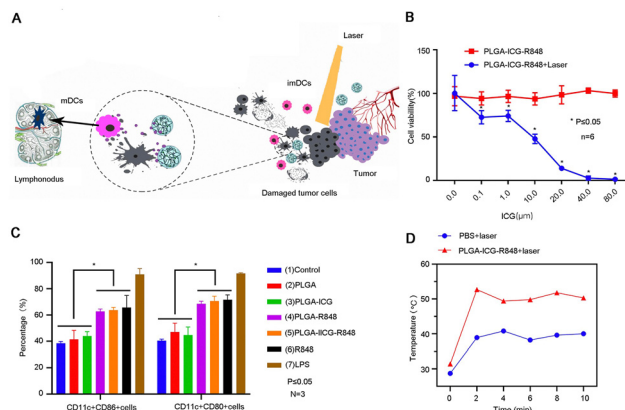 A
Laser
imDCs
mDCs
Lymphonodus
Tumor
Damaged tumor cells
B
PLGA-ICG-R848
PLGA-ICG-R848+Laser
Cell viability(%)
150
100
50
0
* P≤0.05
n=6
* * * * * *
0.0 0.1 1.0 10.0 20.0 40.0 80.0
ICG(μm)
C
Percentage (%)
100
80
60
40
20
0
* *
CD11c+CD86+cells CD11c+CD80+cells
(1)Control
(2)PLGA
(3)PLGA-ICG
(4)PLGA-R848
(5)PLGA-IICG-R848
(6)R848
(7)LPS
P≤0.05
N=3
D
PBS+laser
PLGA-ICG-R848+laser
Temperature (°C)
60
50
40
30
0 2 4 6 8 10
Time (min)